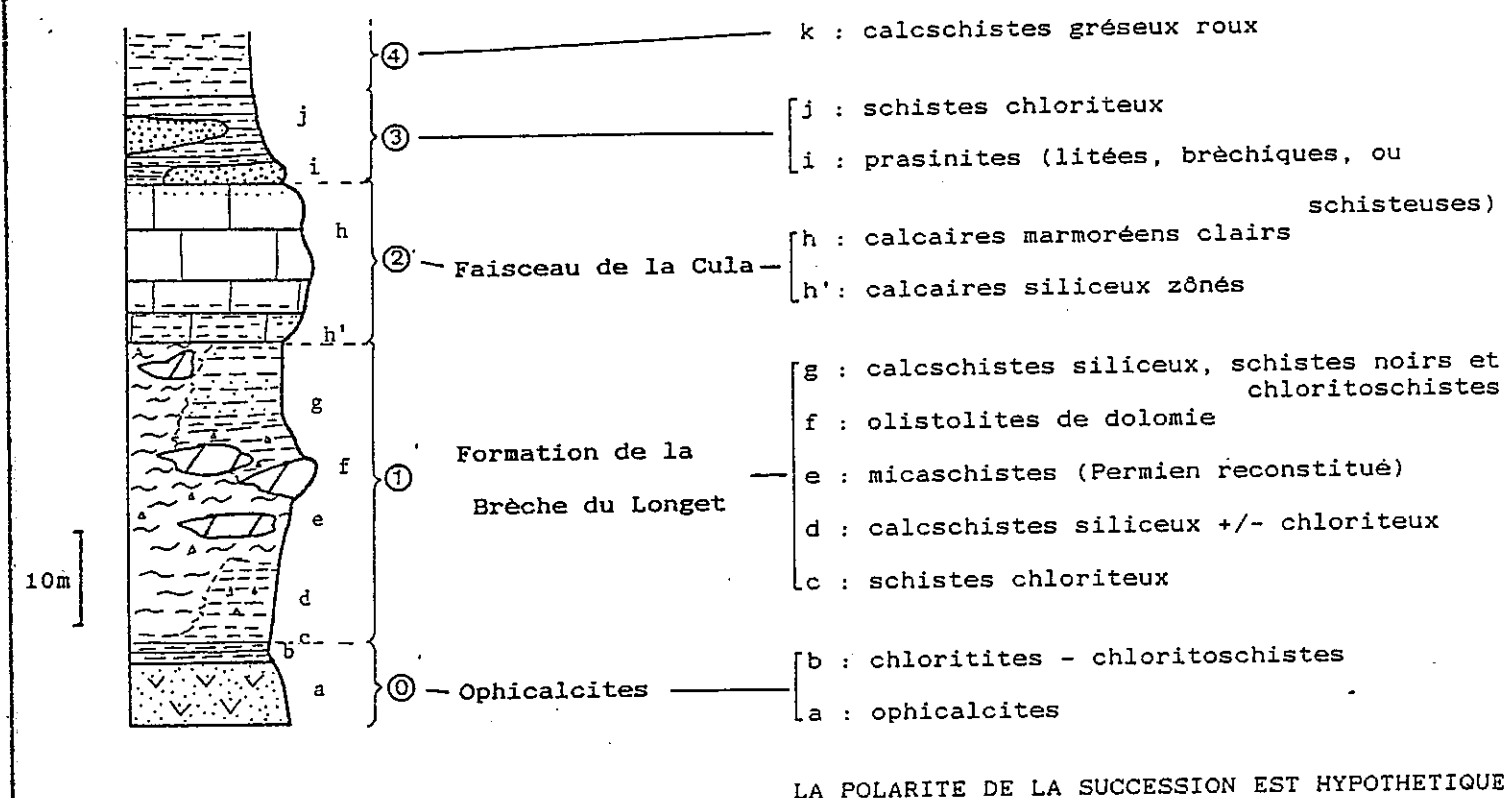 k : calcschistes gréseux roux
④
j
j : schistes chloriteux
③
i
i : prasinites (litées, brèchiques, ou
schisteuses)
h
h : calcaires marmoréens clairs
② Faisceau de la Cula
h' : calcaires siliceux zônés
h'
g : calcschistes siliceux, schistes noirs et
chloritoschistes
g
f : olistolites de dolomie
f
① Formation de la
Brèche du Longet
e : micaschistes (Permien reconstitué)
e
d : calcschistes siliceux +/- chloriteux
10m
d
c : schistes chloriteux
c
b
b : chloritites - chloritoschistes
a
⓪ Ophicalcites
a : ophicalcites
LA POLARITE DE LA SUCCESSION EST HYPOTHETIQUE